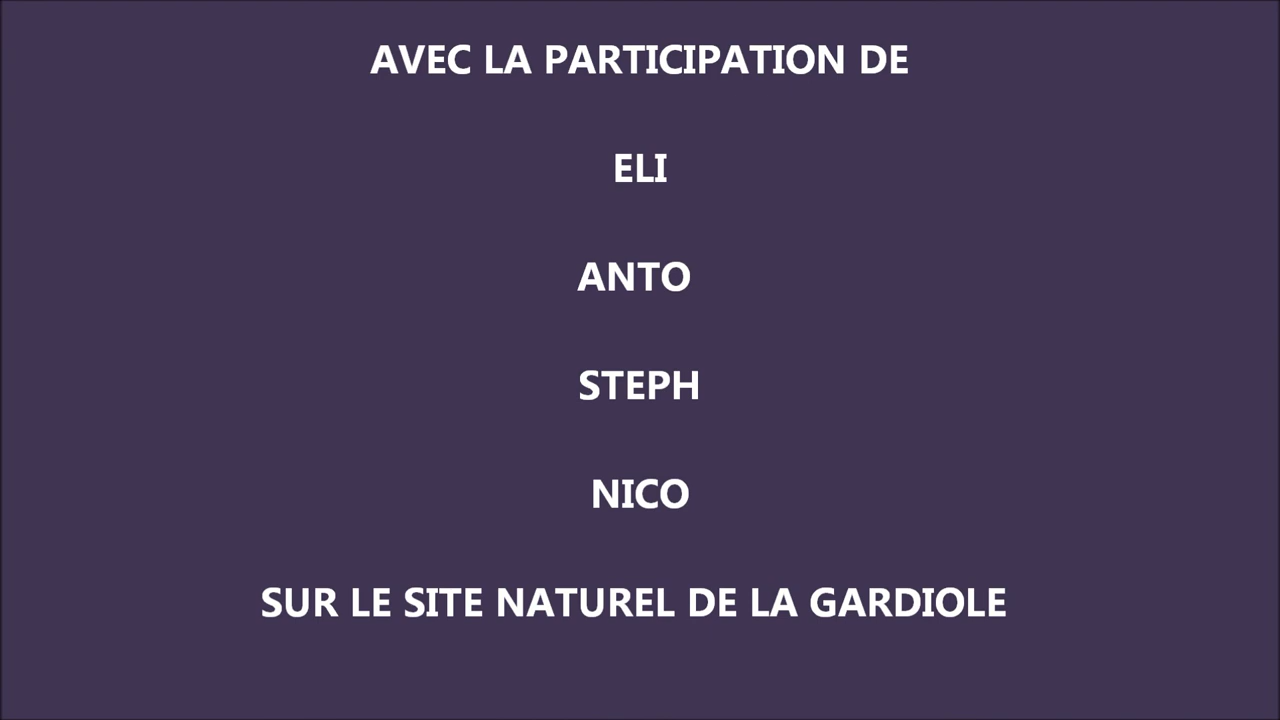 AVEC LA PARTICIPATION DE
ELI
ANTO
STEPH
NICO
SUR LE SITE NATUREL DE LA GARDIOLE